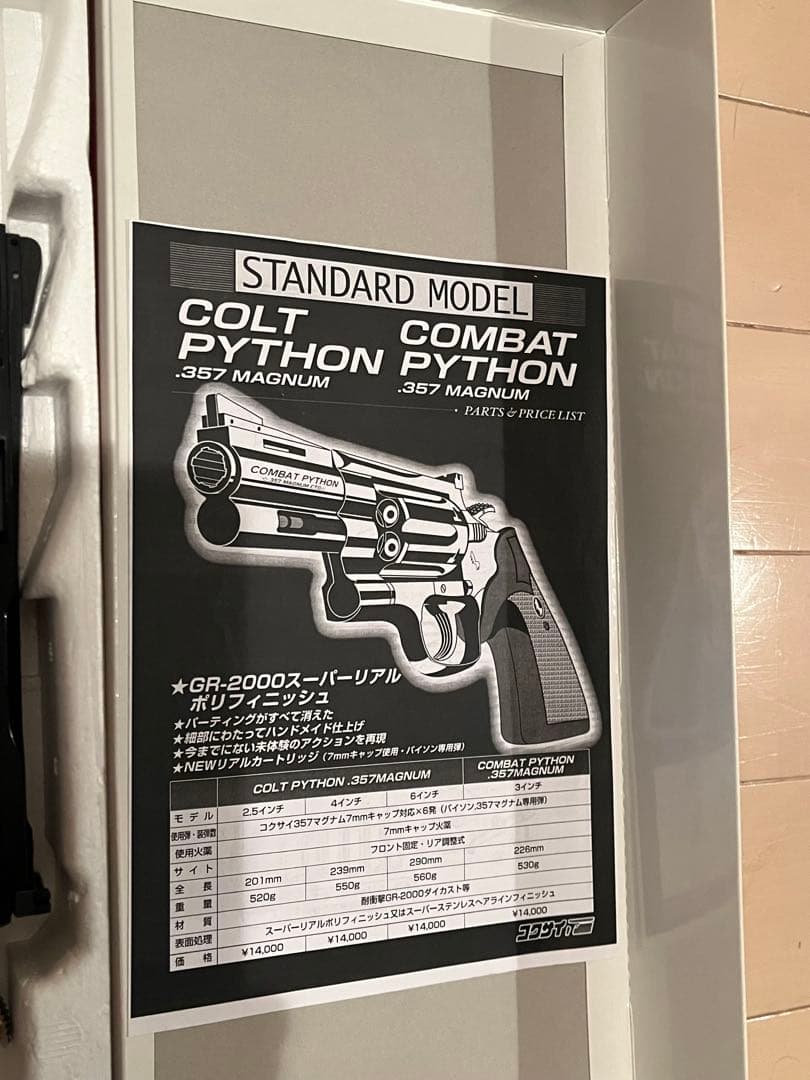 STANDARD MODEL
COLT PYTHON
.357 MAGNUM
COMBAT PYTHON
.357 MAGNUM
・PARTS & PRICE LIST
COMBAT PYTHON
.357 MAGNUM CTG
★GR-2000スーパーリアル
ポリフィニッシュ
★パーティングがすべて消えた
★細部にわたってハンドメイド仕上げ
★今までにない未体験のアクションを再現
★NEWリアルカートリッジ（7mmキャップ使用・パイソン専用弾）
COLT PYTHON .357MAGNUM
COMBAT PYTHON .357MAGNUM
モデル 2.5インチ 4インチ 6インチ 3インチ
使用弾・装弾数 コクサイ357マグナム7mmキャップ対応×6発（パイソン.357マグナム専用弾）
使用火薬 7mmキャップ火薬
サイト フロント固定・リア調整式
全長 201mm 239mm 290mm 226mm
重量 520g 550g 560g 530g
材質 耐衝撃GR-2000ダイカスト等
表面処理 スーパーリアルポリフィニッシュ又はスーパーステンレスヘアラインフィニッシュ
価格 ¥14,000 ¥14,000 ¥14,000 ¥14,000
コクサイ